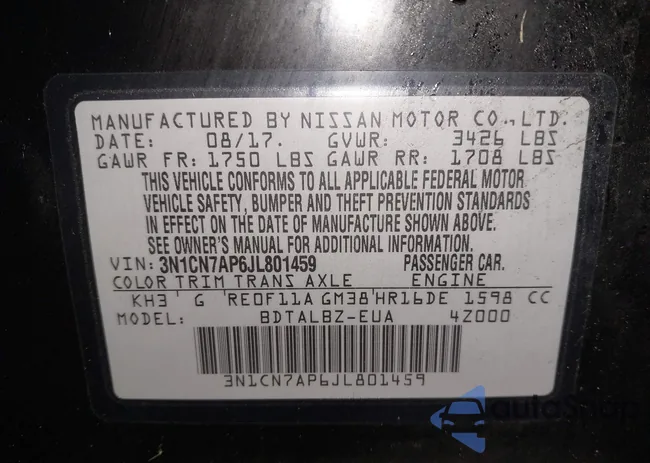 MANUFACTURED BY NISSAN MOTOR CO., LTD.
DATE: 08/17. GVWR: 3426 LBS
GAWR FR: 1750 LBS GAWR RR: 1708 LBS
THIS VEHICLE CONFORMS TO ALL APPLICABLE FEDERAL MOTOR
VEHICLE SAFETY, BUMPER AND THEFT PREVENTION STANDARDS
IN EFFECT ON THE DATE OF MANUFACTURE SHOWN ABOVE.
SEE OWNER'S MANUAL FOR ADDITIONAL INFORMATION.
VIN: 3N1CN7AP6JL801459 PASSENGER CAR.
COLOR TRIM TRANS AXLE ENGINE
KH3 G RE0F11A GM38 HR16DE 1598 CC
MODEL: BDTALBZ-EUA 4Z000
3N1CN7AP6JL801459